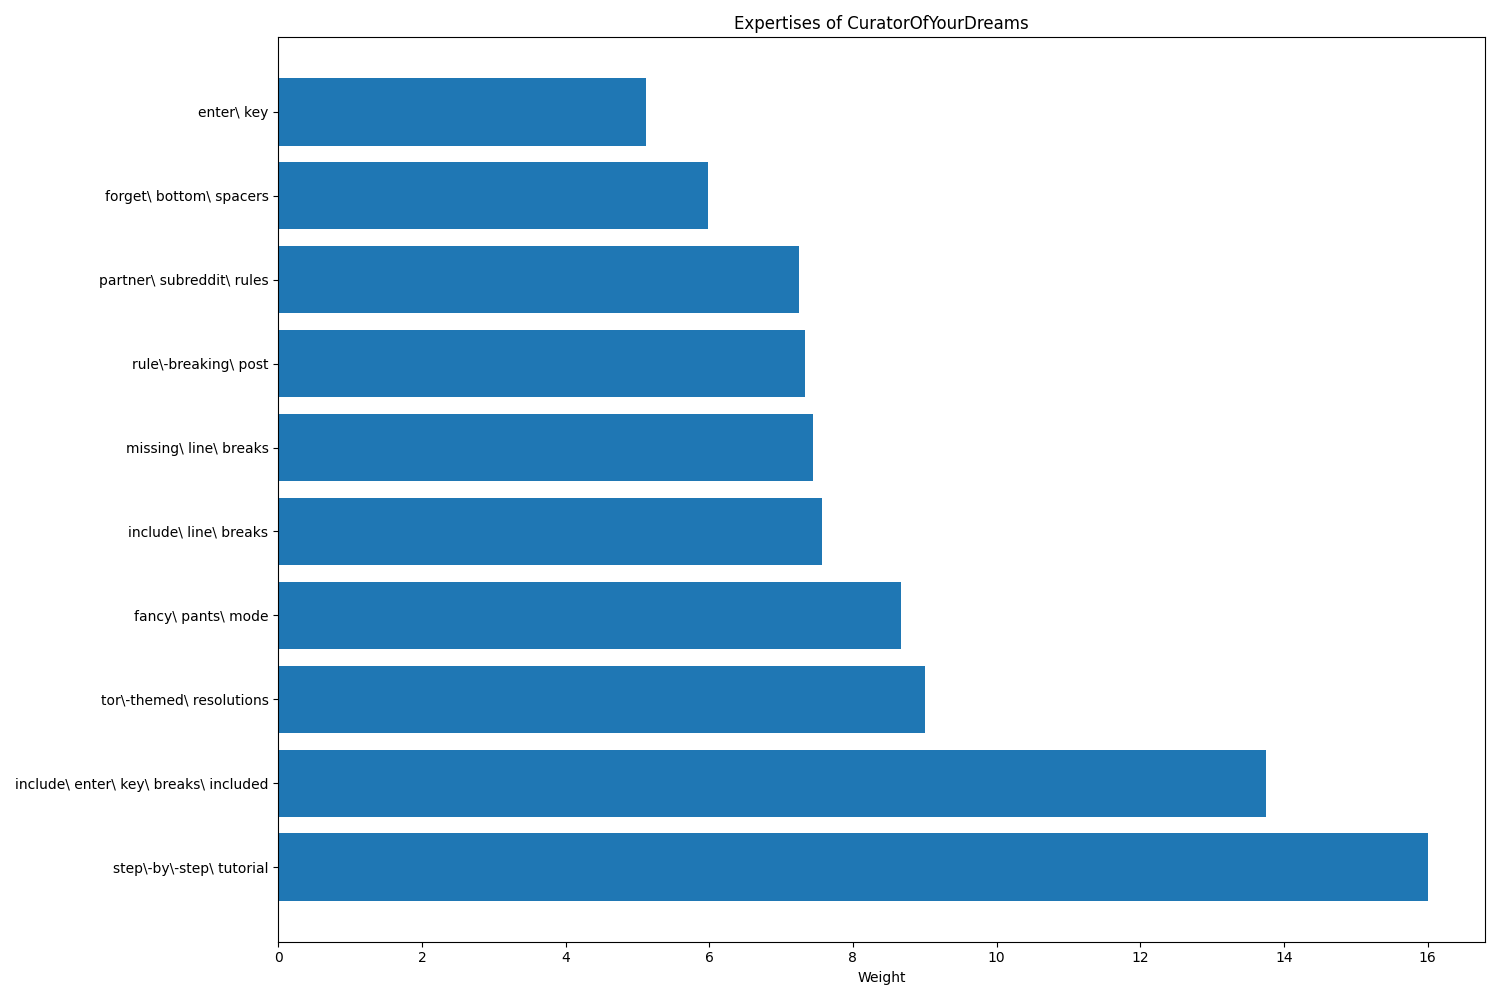 Expertises of CuratorOfYourDreams
enter\ key
forget\ bottom\ spacers
partner\ subreddit\ rules
rule\-breaking\ post
missing\ line\ breaks
include\ line\ breaks
fancy\ pants\ mode
tor\-themed\ resolutions
include\ enter\ key\ breaks\ included
step\-by\-step\ tutorial
0 2 4 6 8 10 12 14 16
Weight